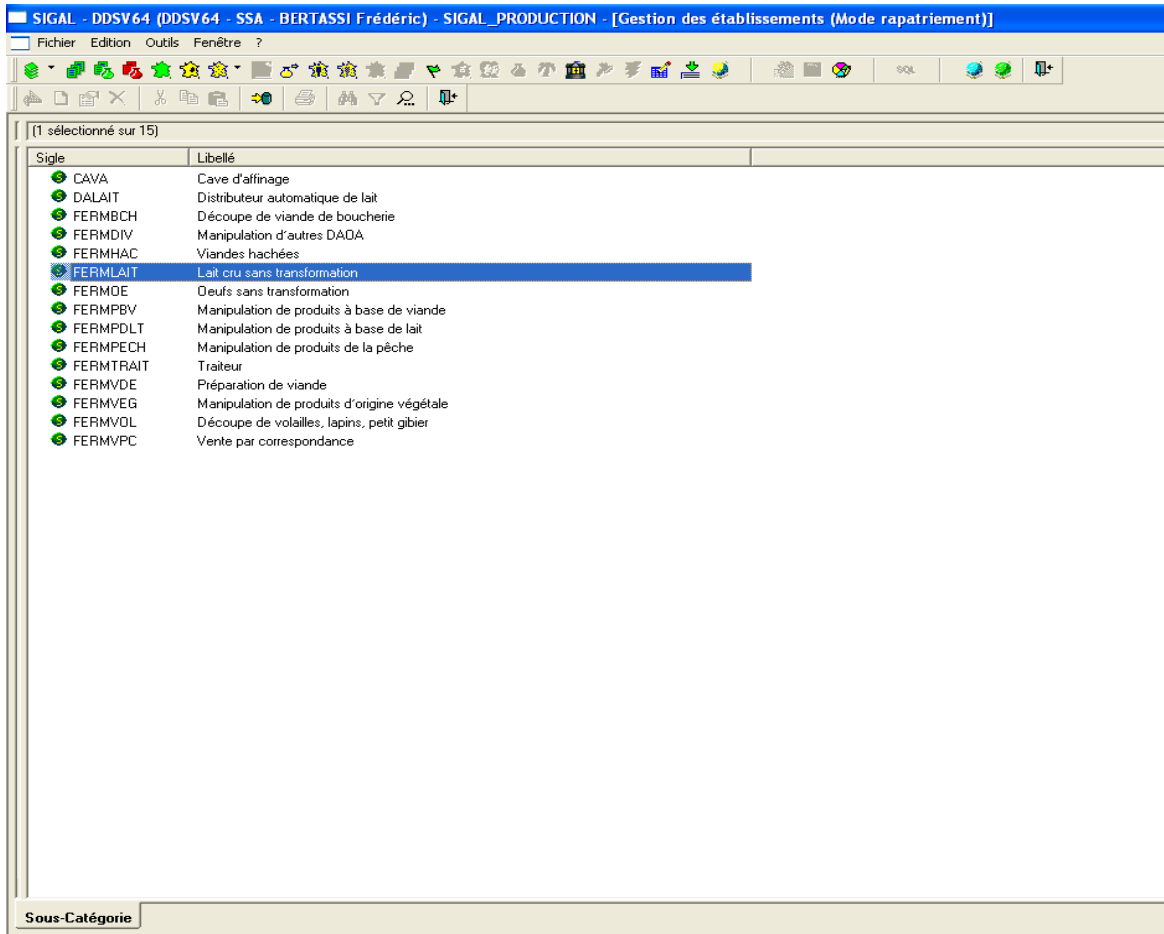 SIGAL - DDSV64 (DDSV64 - SSA - BERTASSI Frédéric) - SIGAL_PRODUCTION - [Gestion des établissements (Mode rapatriement)]
Fichier Edition Outils Fenêtre ?
SQL
(1 sélectionné sur 15)
Sigle Libellé
CAVA Cave d'affinage
DALAIT Distributeur automatique de lait
FERMBCH Découpe de viande de boucherie
FERMDIV Manipulation d´autres DAOA
FERMHAC Viandes hachées
FERMLAIT Lait cru sans transformation
FERMOE Oeufs sans transformation
FERMPBV Manipulation de produits à base de viande
FERMPDLT Manipulation de produits à base de lait
FERMPECH Manipulation de produits de la pêche
FERMTRAIT Traiteur
FERMVDE Préparation de viande
FERMVEG Manipulation de produits d´origine végétale
FERMVOL Découpe de volailles, lapins, petit gibier
FERMVPC Vente par correspondance
Sous-Catégorie